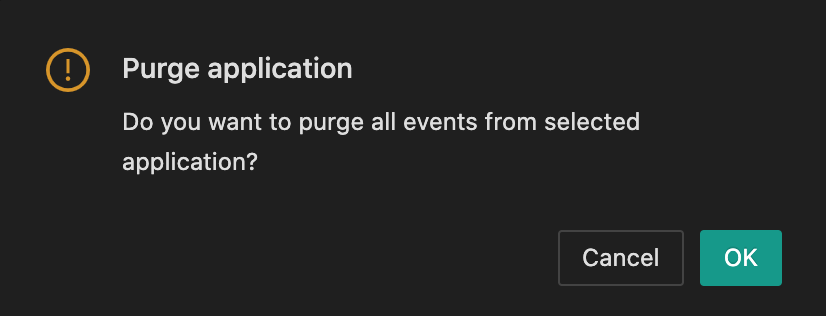 Purge application
Do you want to purge all events from selected
application?
Cancel
OK